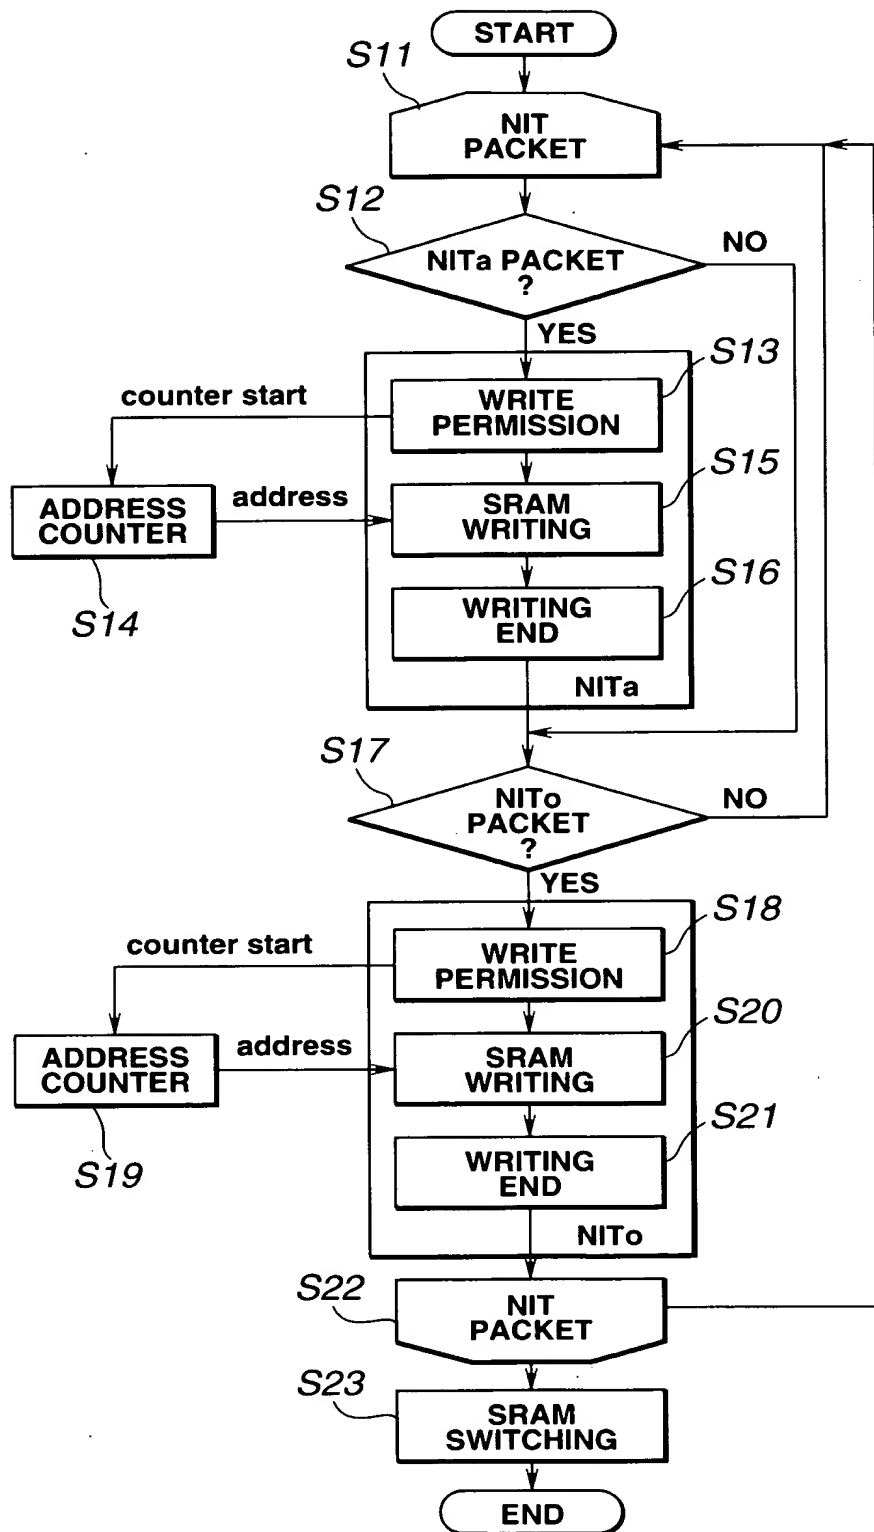 START
S11
NIT
PACKET
S12
NITa PACKET
?
NO
YES
S13
counter start
WRITE
PERMISSION
S15
address
ADDRESS
COUNTER
SRAM
WRITING
S14
S16
WRITING
END
NITa
S17
NITo
PACKET
?
NO
YES
S18
counter start
WRITE
PERMISSION
S20
address
ADDRESS
COUNTER
SRAM
WRITING
S19
S21
WRITING
END
NITo
S22
NIT
PACKET
S23
SRAM
SWITCHING
END